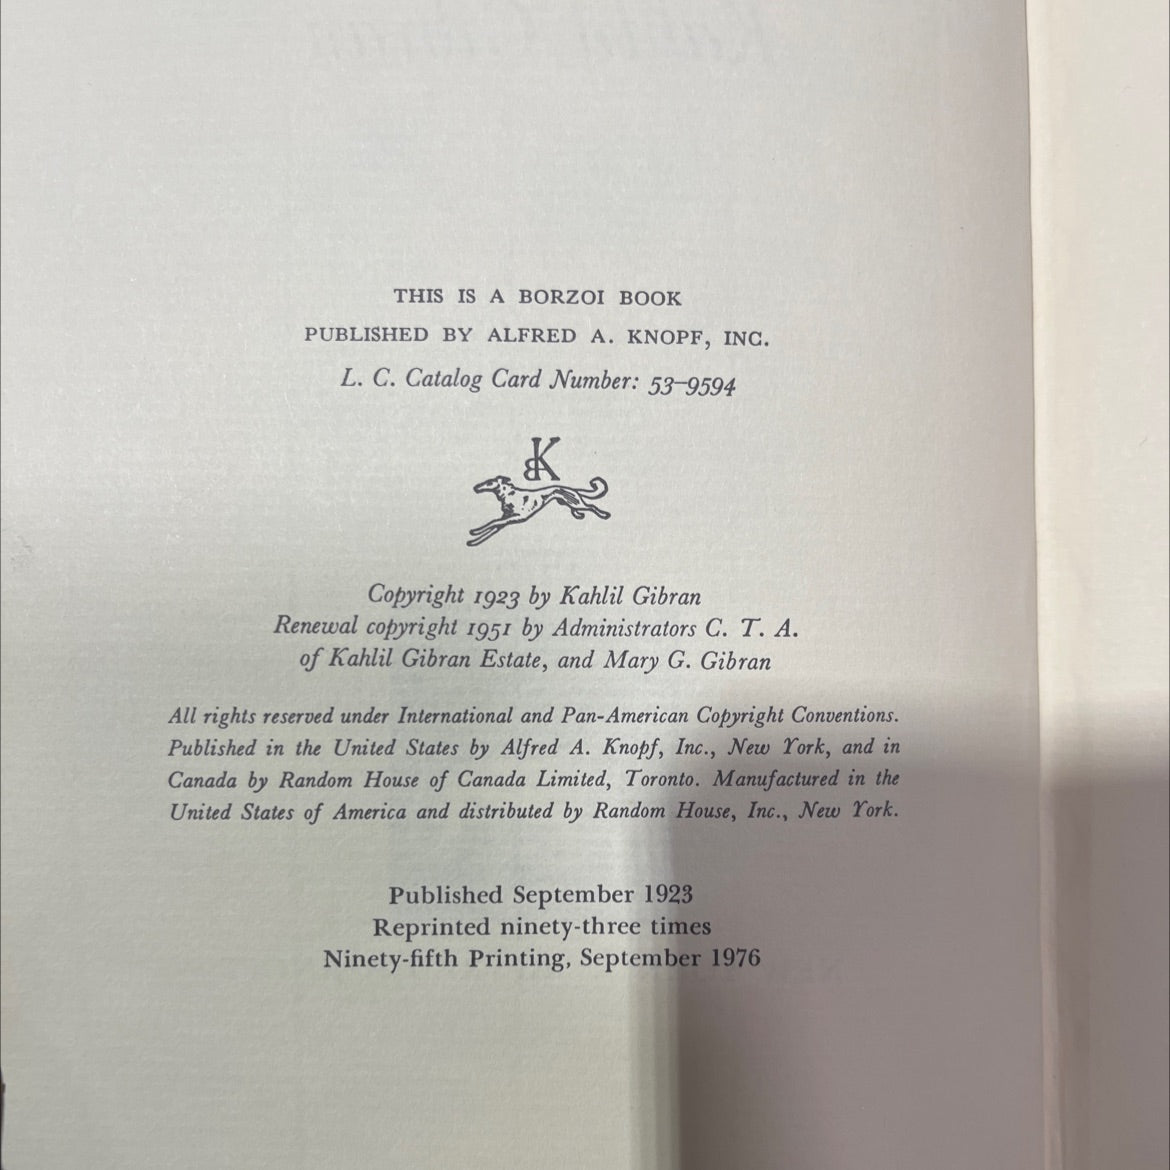 THIS IS A BORZOI BOOK
PUBLISHED BY ALFRED A. KNOPF, INC.
L. C. Catalog Card Number: 53–9594
BK
Copyright 1923 by Kahlil Gibran
Renewal copyright 1951 by Administrators C. T. A.
of Kahlil Gibran Estate, and Mary G. Gibran
All rights reserved under International and Pan-American Copyright Conventions.
Published in the United States by Alfred A. Knopf, Inc., New York, and in
Canada by Random House of Canada Limited, Toronto. Manufactured in the
United States of America and distributed by Random House, Inc., New York.
Published September 1923
Reprinted ninety-three times
Ninety-fifth Printing, September 1976